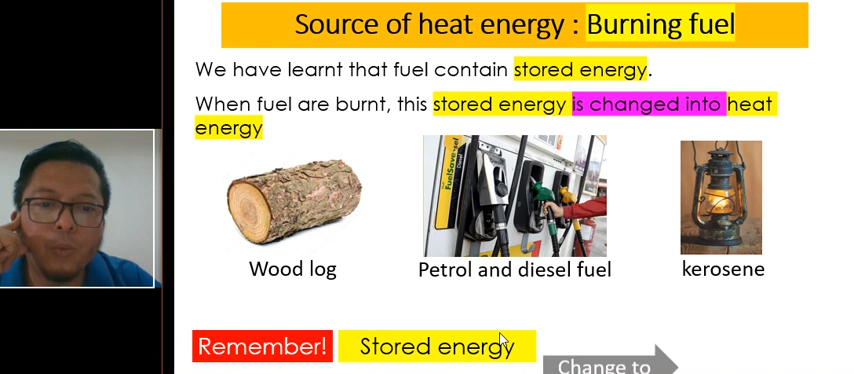 Source of heat energy : Burning fuel
We have learnt that fuel contain stored energy.
When fuel are burnt, this stored energy is changed into heat
energy
FuelSave
Wood log
Petrol and diesel fuel
kerosene
Remember!
Stored energy
Change to